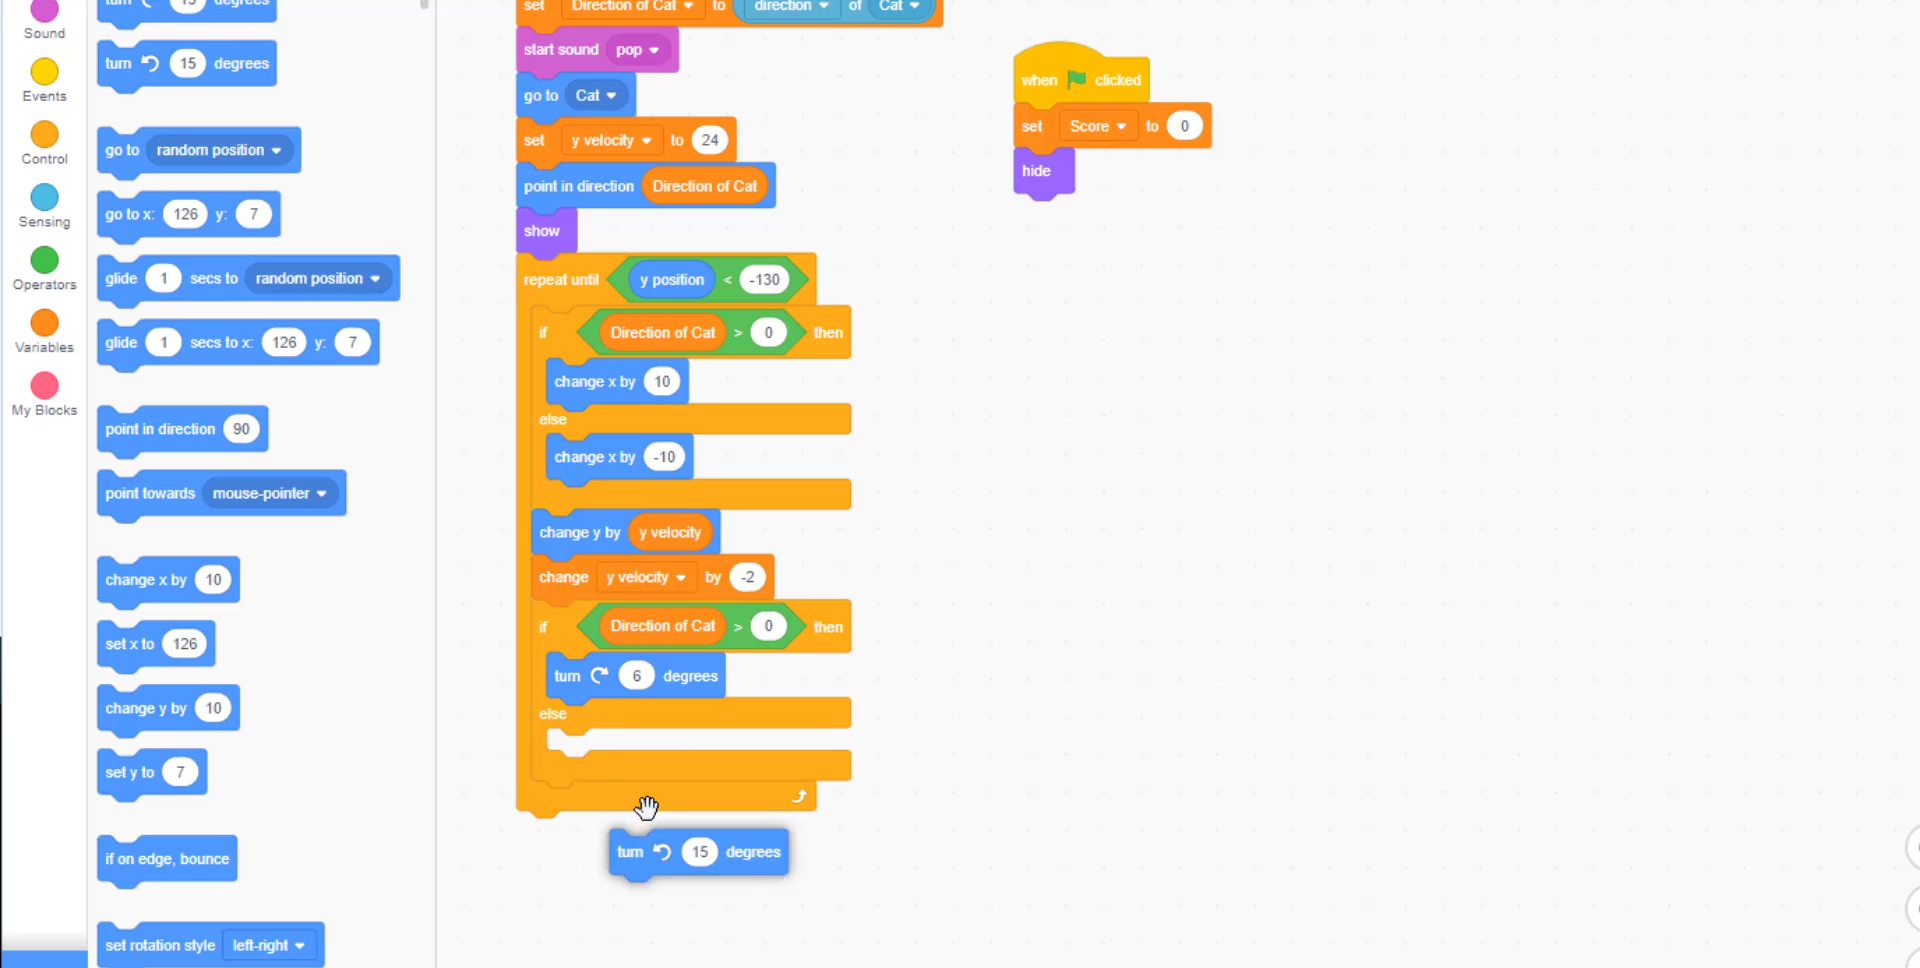 Sound
Events
Control
Sensing
Operators
Variables
My Blocks
turn 15 degrees
turn 15 degrees
go to random position
go to x: 126 y: 7
glide 1 secs to random position
glide 1 secs to x: 126 y: 7
point in direction 90
point towards mouse-pointer
change x by 10
set x to 126
change y by 10
set y to 7
if on edge, bounce
set rotation style left-right
set Direction of Cat to direction of Cat
start sound pop
go to Cat
set y velocity to 24
point in direction Direction of Cat
show
repeat until y position < -130
if Direction of Cat > 0 then
change x by 10
else
change x by -10
change y by y velocity
change y velocity by -2
if Direction of Cat > 0 then
turn 6 degrees
else
turn 15 degrees
when clicked
set Score to 0
hide